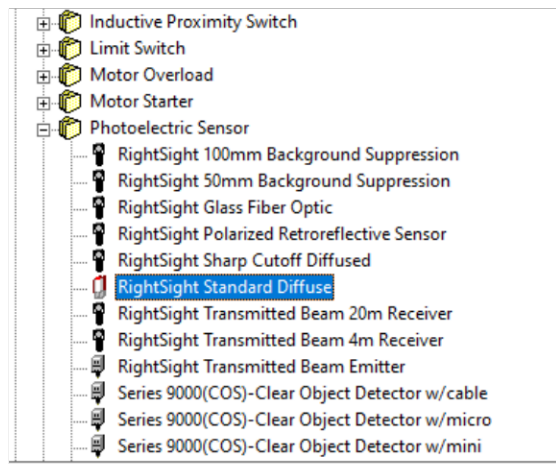 Inductive Proximity Switch
Limit Switch
Motor Overload
Motor Starter
Photoelectric Sensor
RightSight 100mm Background Suppression
RightSight 50mm Background Suppression
RightSight Glass Fiber Optic
RightSight Polarized Retroreflective Sensor
RightSight Sharp Cutoff Diffused
RightSight Standard Diffuse
RightSight Transmitted Beam 20m Receiver
RightSight Transmitted Beam 4m Receiver
RightSight Transmitted Beam Emitter
Series 9000(COS)-Clear Object Detector w/cable
Series 9000(COS)-Clear Object Detector w/micro
Series 9000(COS)-Clear Object Detector w/mini